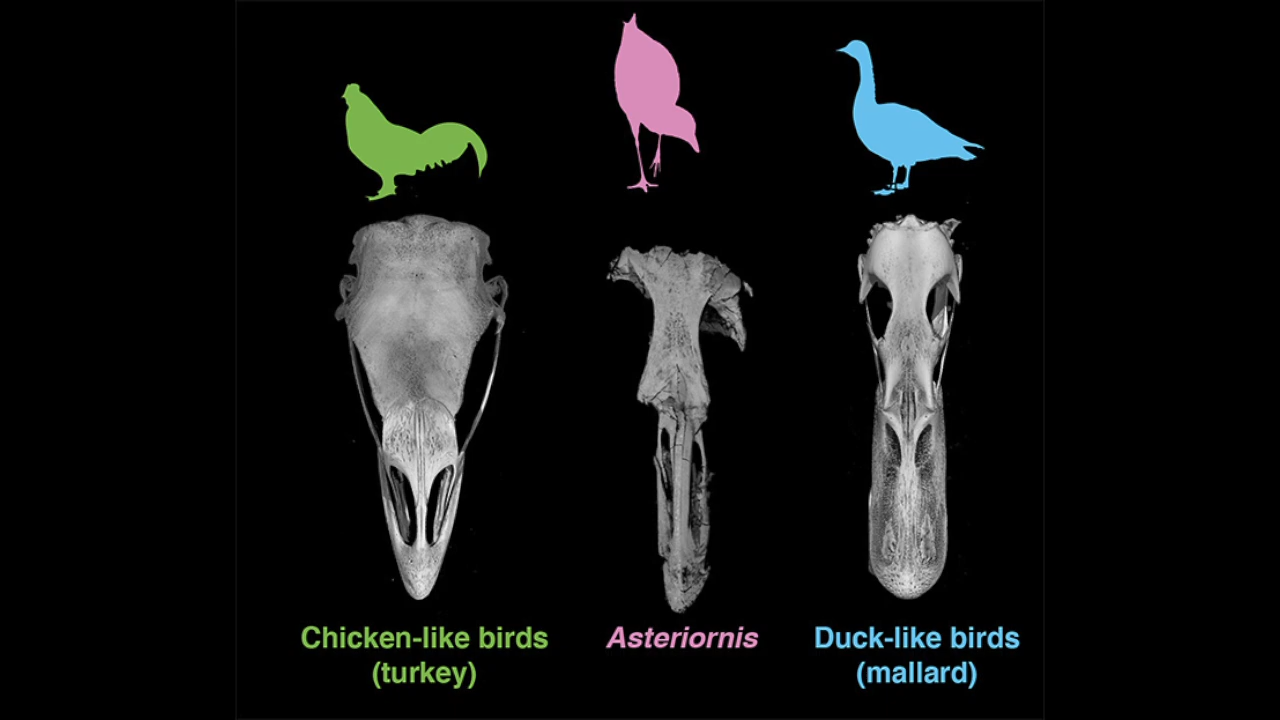 Chicken-like birds
(turkey)
Asteriornis
Duck-like birds
(mallard)